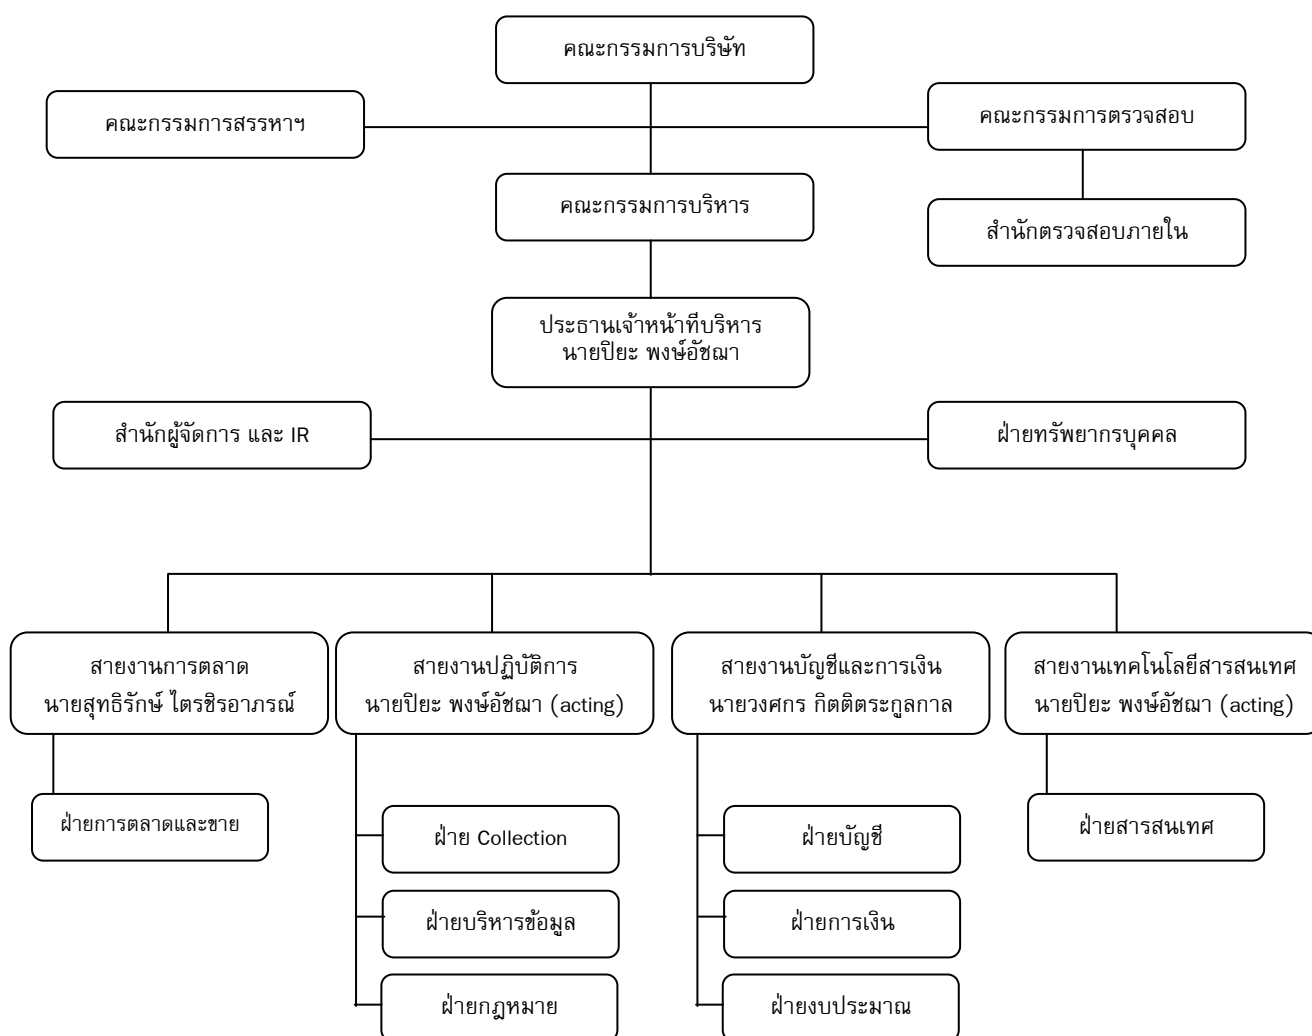 คณะกรรมการบริษัท
คณะกรรมการสรรหาฯ
คณะกรรมการตรวจสอบ
คณะกรรมการบริหาร
สำนักตรวจสอบภายใน
ประธานเจ้าหน้าที่บริหาร
นายปิยะ พงษ์อัชฌา
สำนักผู้จัดการ และ IR
ฝ่ายทรัพยากรบุคคล
สายงานการตลาด
นายสุทธิรักษ์ ไตรชิรอาภรณ์
สายงานปฏิบัติการ
นายปิยะ พงษ์อัชฌา (acting)
สายงานบัญชีและการเงิน
นายวงศกร กิตติตระกูลกาล
สายงานเทคโนโลยีสารสนเทศ
นายปิยะ พงษ์อัชฌา (acting)
ฝ่ายการตลาดและขาย
ฝ่าย Collection
ฝ่ายบัญชี
ฝ่ายสารสนเทศ
ฝ่ายบริหารข้อมูล
ฝ่ายการเงิน
ฝ่ายกฎหมาย
ฝ่ายงบประมาณ